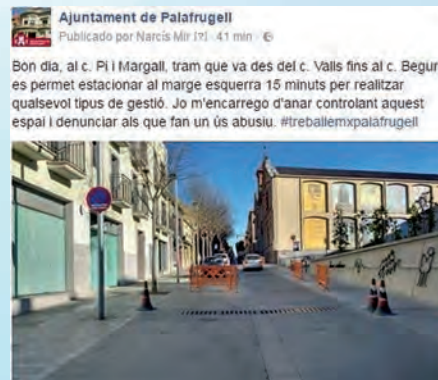 Ajuntament de Palafrugell
Publicado por Narcís Mir [?] · 41 min ·
Bon dia, al c. Pi i Margall, tram que va des del c. Valls fins al c. Begur
es permet estacionar al marge esquerra 15 minuts per realitzar
qualsevol tipus de gestió. Jo m'encarrego d'anar controlant aquest
espai i denunciar als que fan un ús abusiu. #treballemxpalafrugell